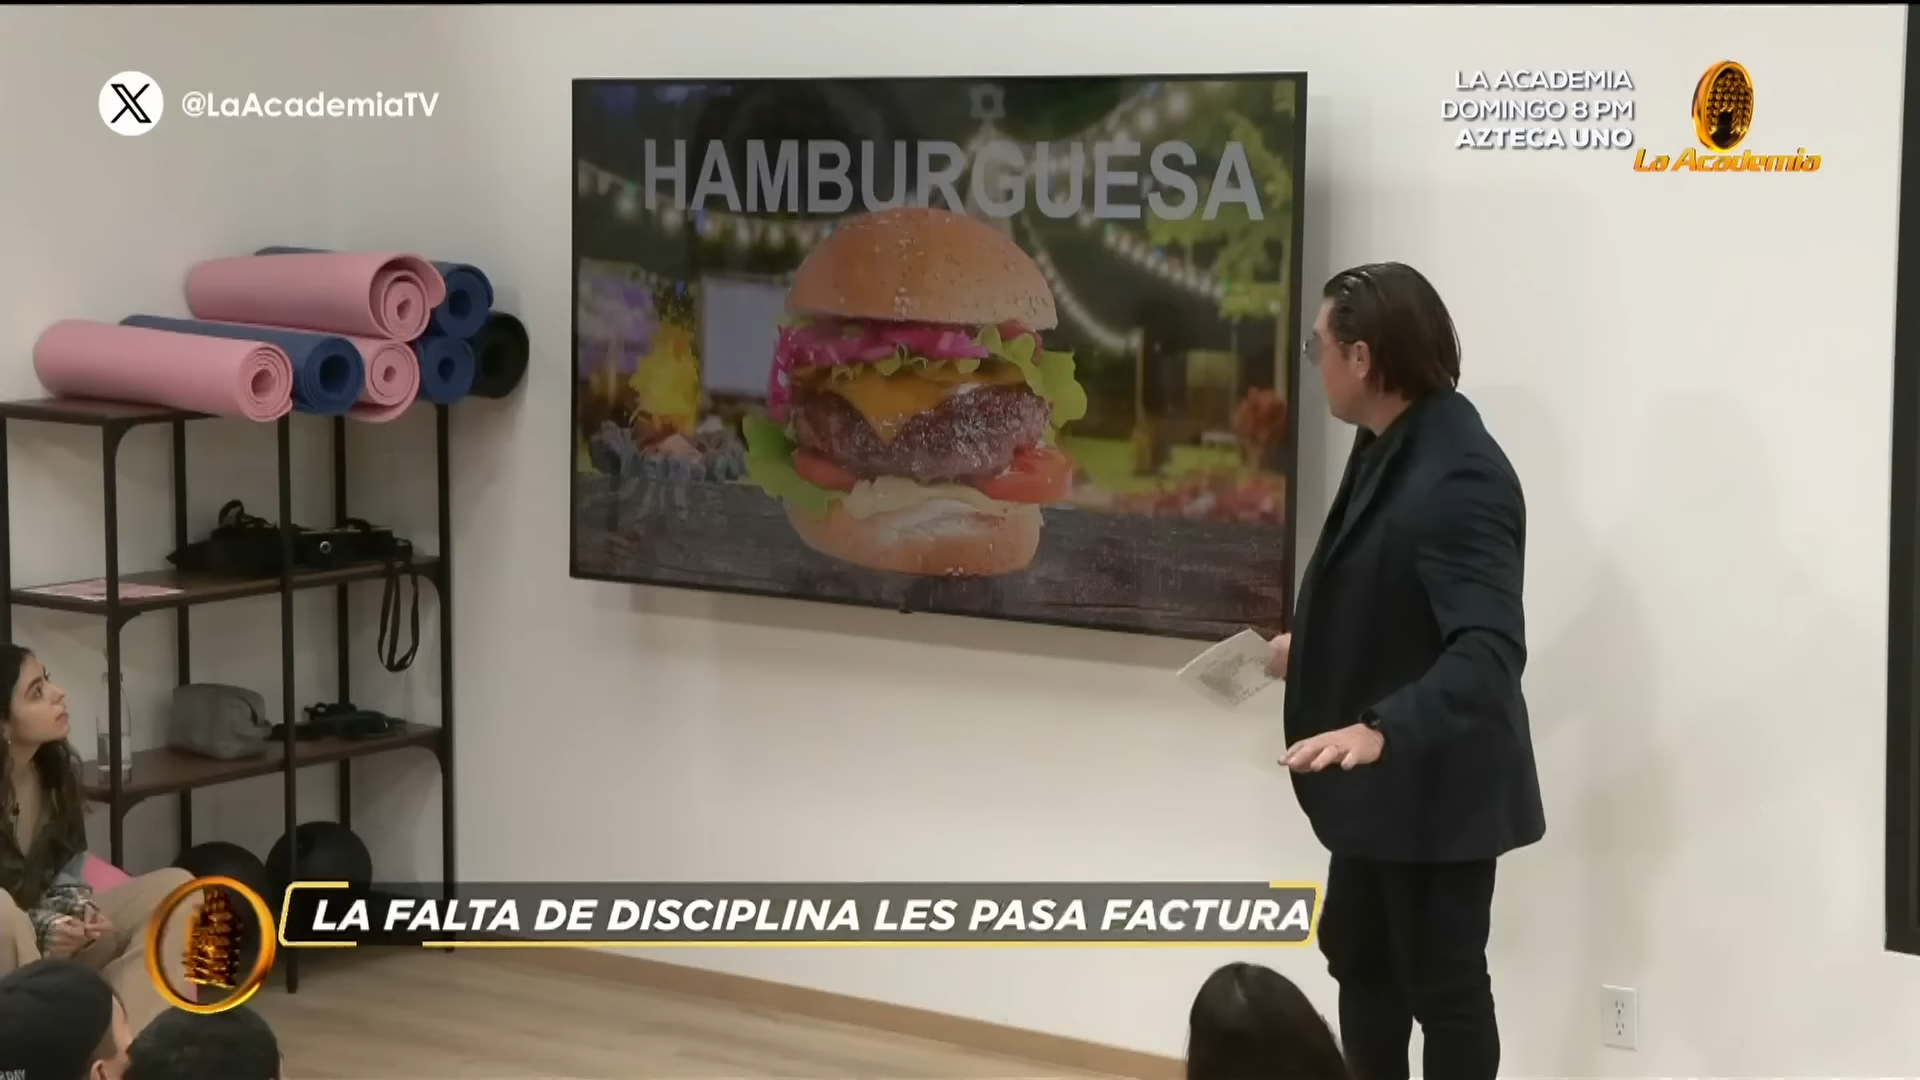 @LaAcademiaTV
LA ACADEMIA
DOMINGO 8 PM
AZTECA UNO
La Academia
HAMBURGUESA
LA FALTA DE DISCIPLINA LES PASA FACTURA